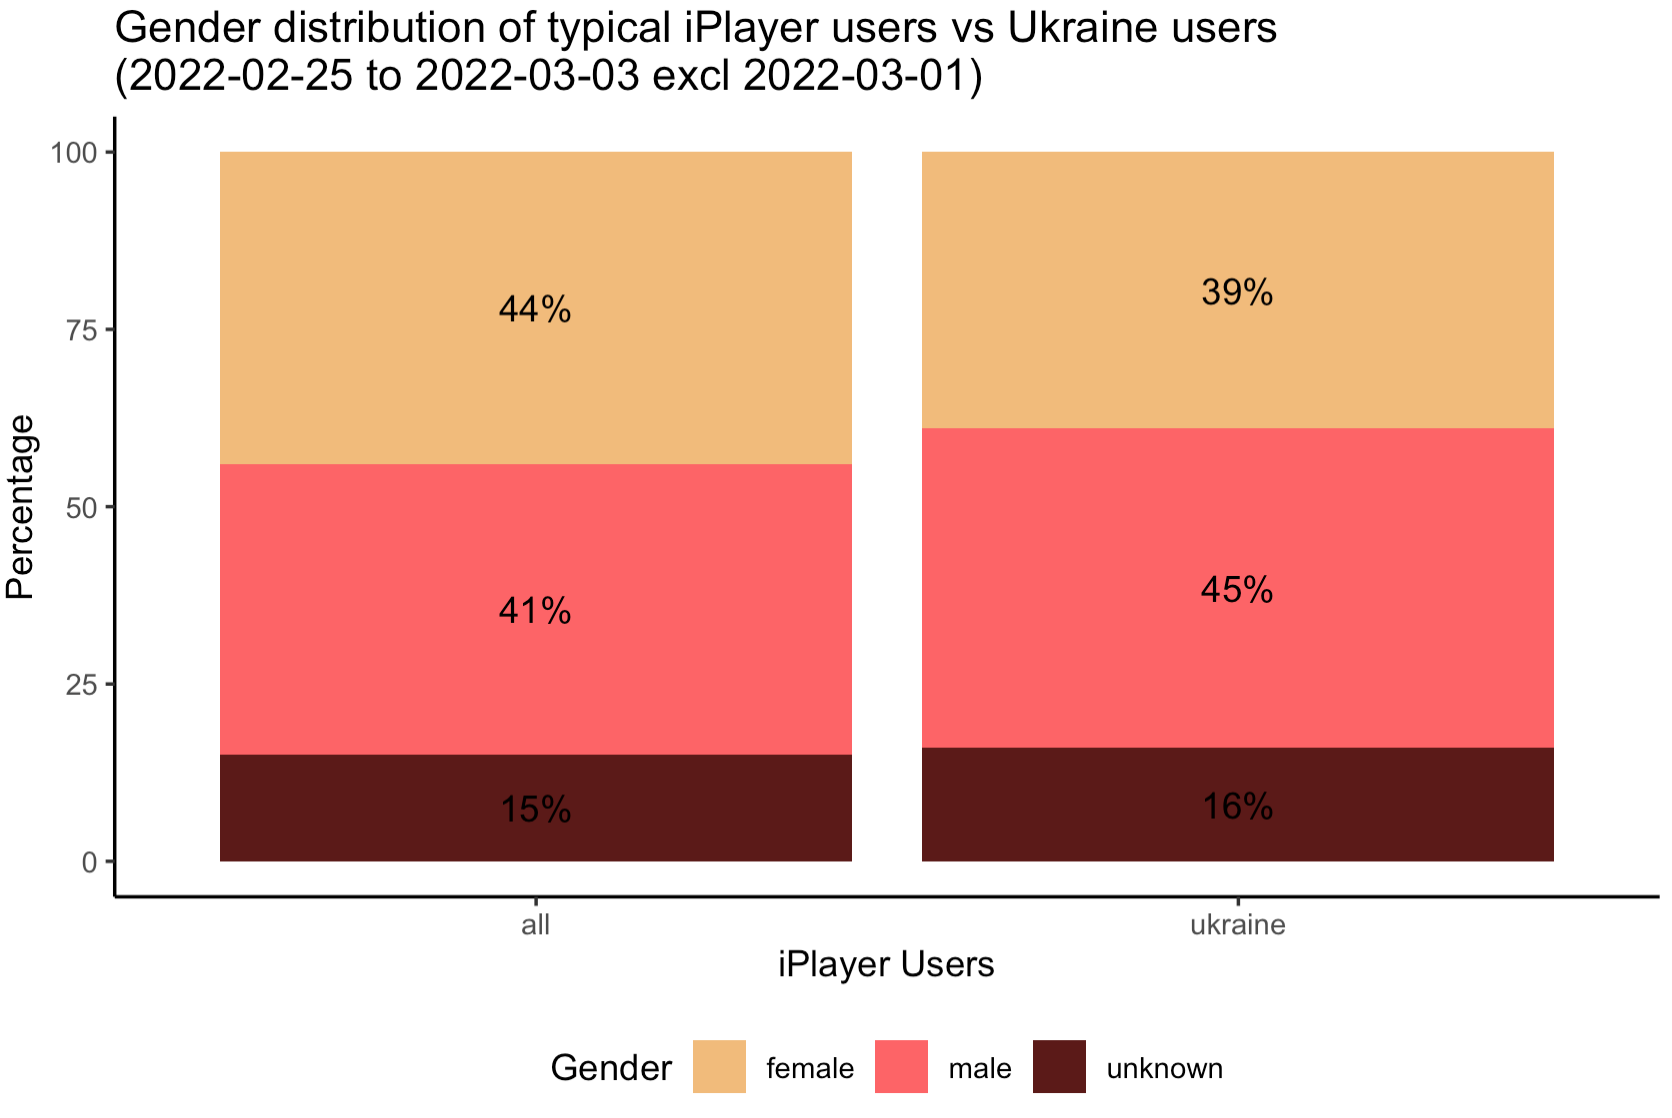 Gender distribution of typical iPlayer users vs Ukraine users
(2022-02-25 to 2022-03-03 excl 2022-03-01)
Percentage
100
75
50
25
0
44%
39%
41%
45%
15%
16%
all
ukraine
iPlayer Users
Gender
female
male
unknown